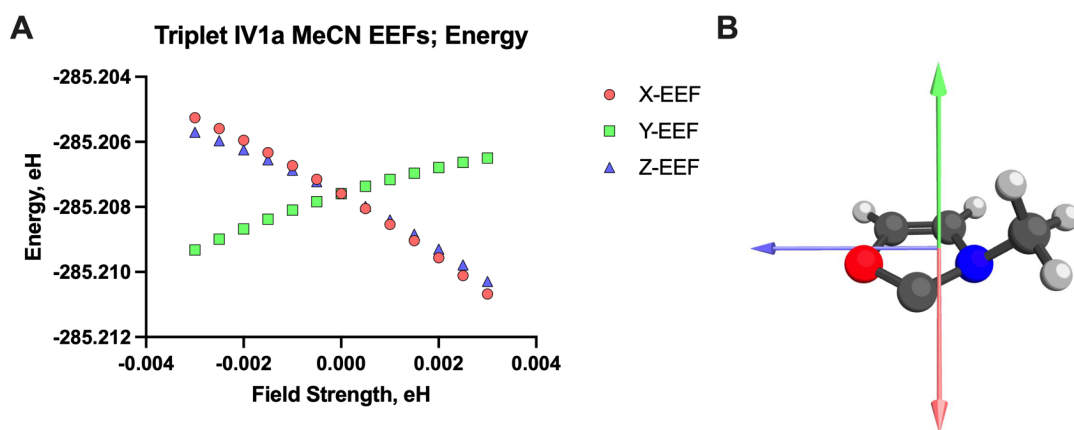 A
Triplet IV1a MeCN EEFs; Energy
B
-285.204
-285.206
-285.208
-285.210
-285.212
Energy, eH
-0.004 -0.002 0.000 0.002 0.004
Field Strength, eH
X-EEF
Y-EEF
Z-EEF